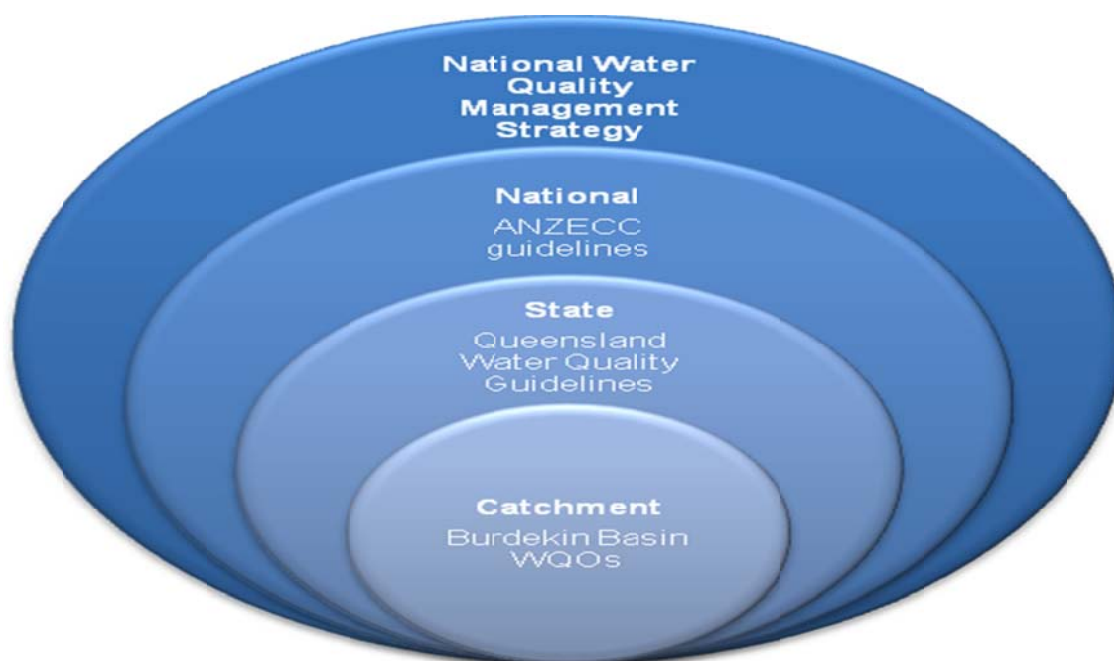 National Water
Quality
Management
Strategy
National
ANZECC
guidelines
State
Queensland
Water Quality
Guidelines
Catchment
Burdekin Basin
WQOs